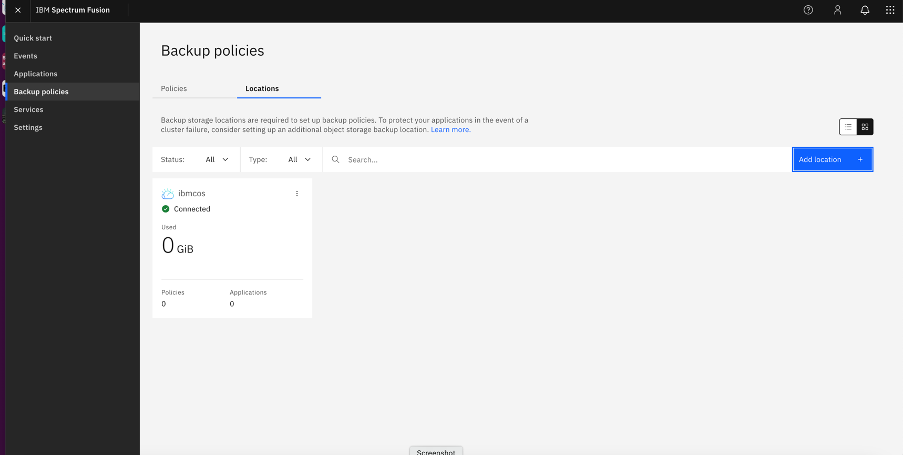 IBM Spectrum Fusion
Quick start
Events
Applications
Backup policies
Services
Settings
Backup policies
Policies
Locations
Backup storage locations are required to set up backup policies. To protect your applications in the event of a
cluster failure, consider setting up an additional object storage backup location. Learn more.
Status: All
Type: All
Search...
Add location +
ibmcos
Connected
Used
0 GiB
Policies Applications
0 0
Screenshot